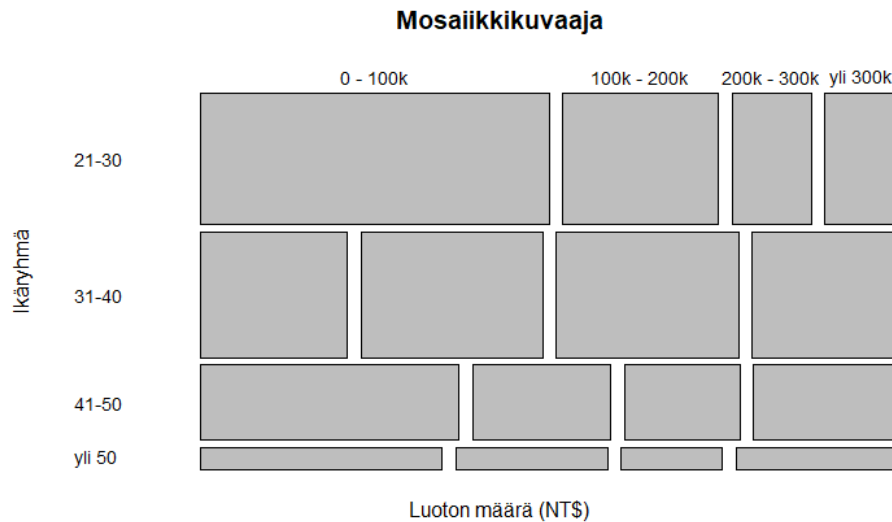 Mosaiikkikuvaaja
0 - 100k
100k - 200k
200k - 300k
yli 300k
21-30
Ikäryhmä
31-40
41-50
yli 50
Luoton määrä (NT$)